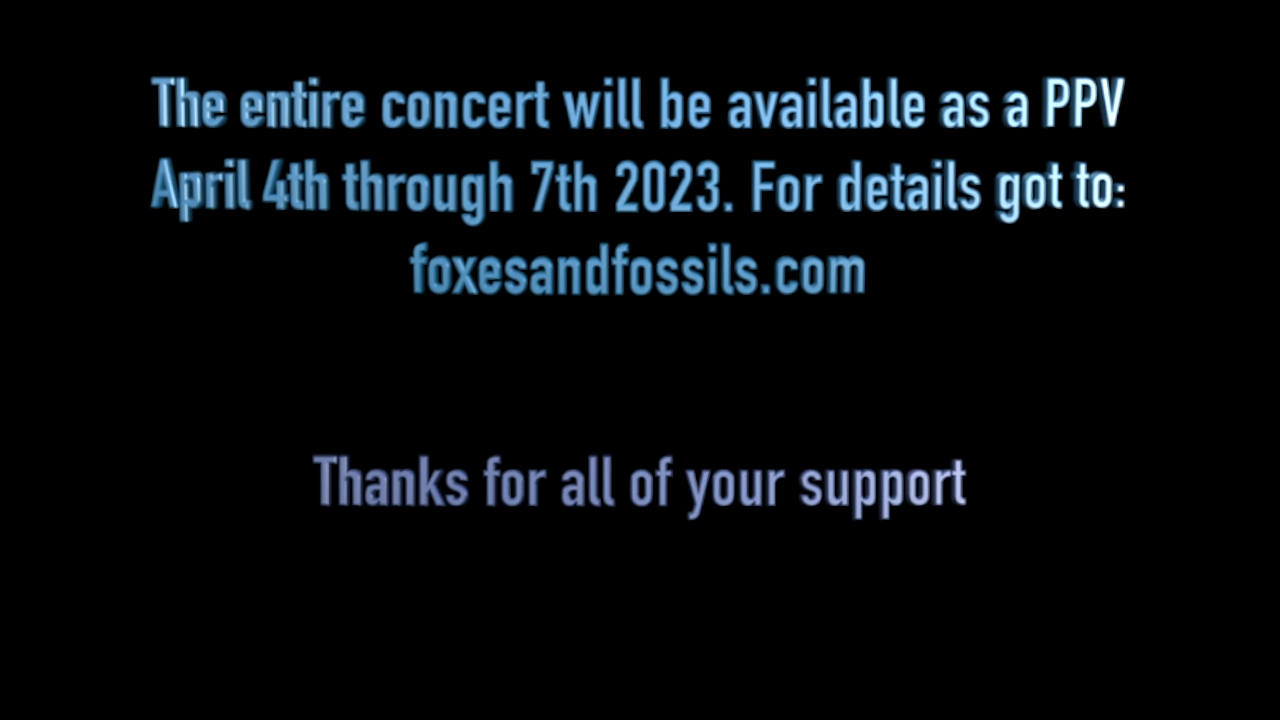 The entire concert will be available as a PPV
April 4th through 7th 2023. For details got to:
foxesandfossils.com
Thanks for all of your support